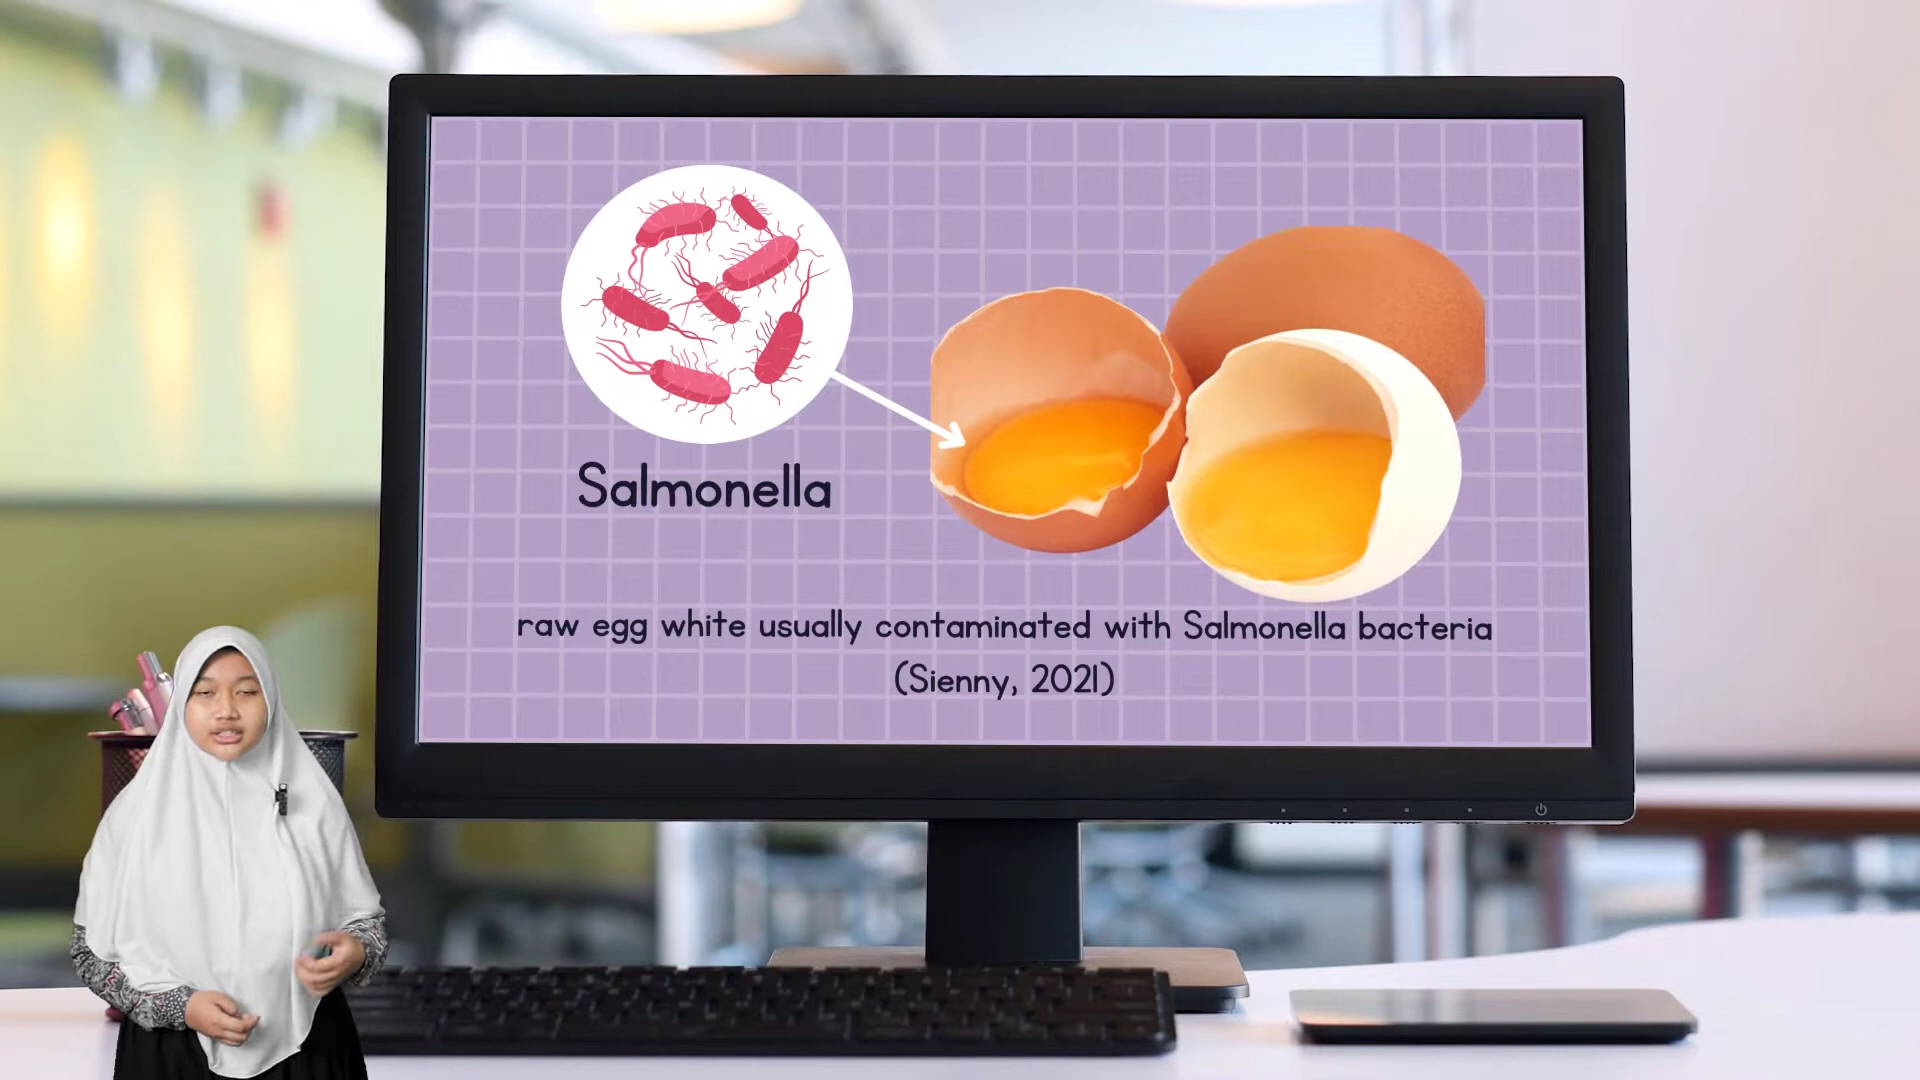 Salmonella
raw egg white usually contaminated with Salmonella bacteria
(Sienny, 2021)